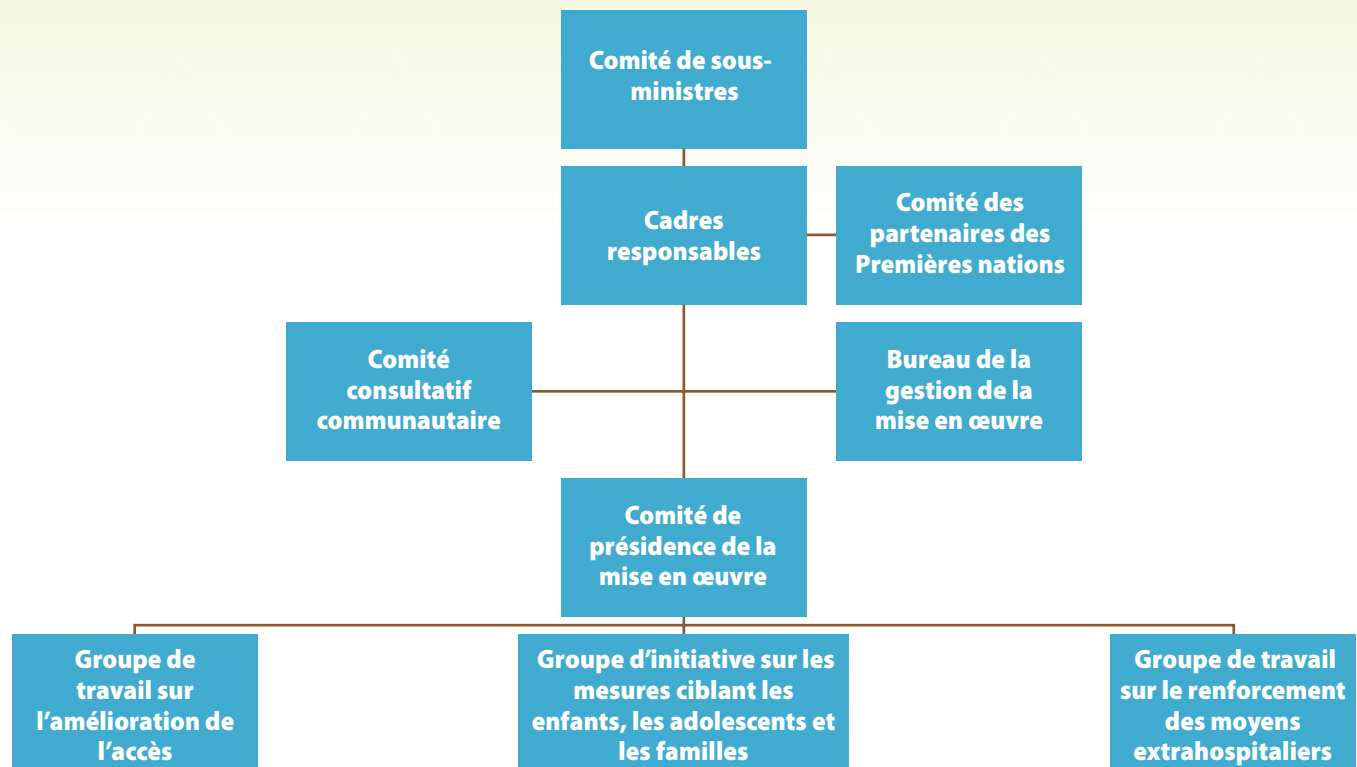 Comité de sous-
ministres
Cadres
responsables
Comité des
partenaires des
Premières nations
Comité
consultatif
communautaire
Bureau de la
gestion de la
mise en œuvre
Comité de
présidence de la
mise en œuvre
Groupe de
travail sur
l’amélioration de
l’accès
Groupe d’initiative sur les
mesures ciblant les
enfants, les adolescents et
les familles
Groupe de travail
sur le renforcement
des moyens
extrahospitaliers